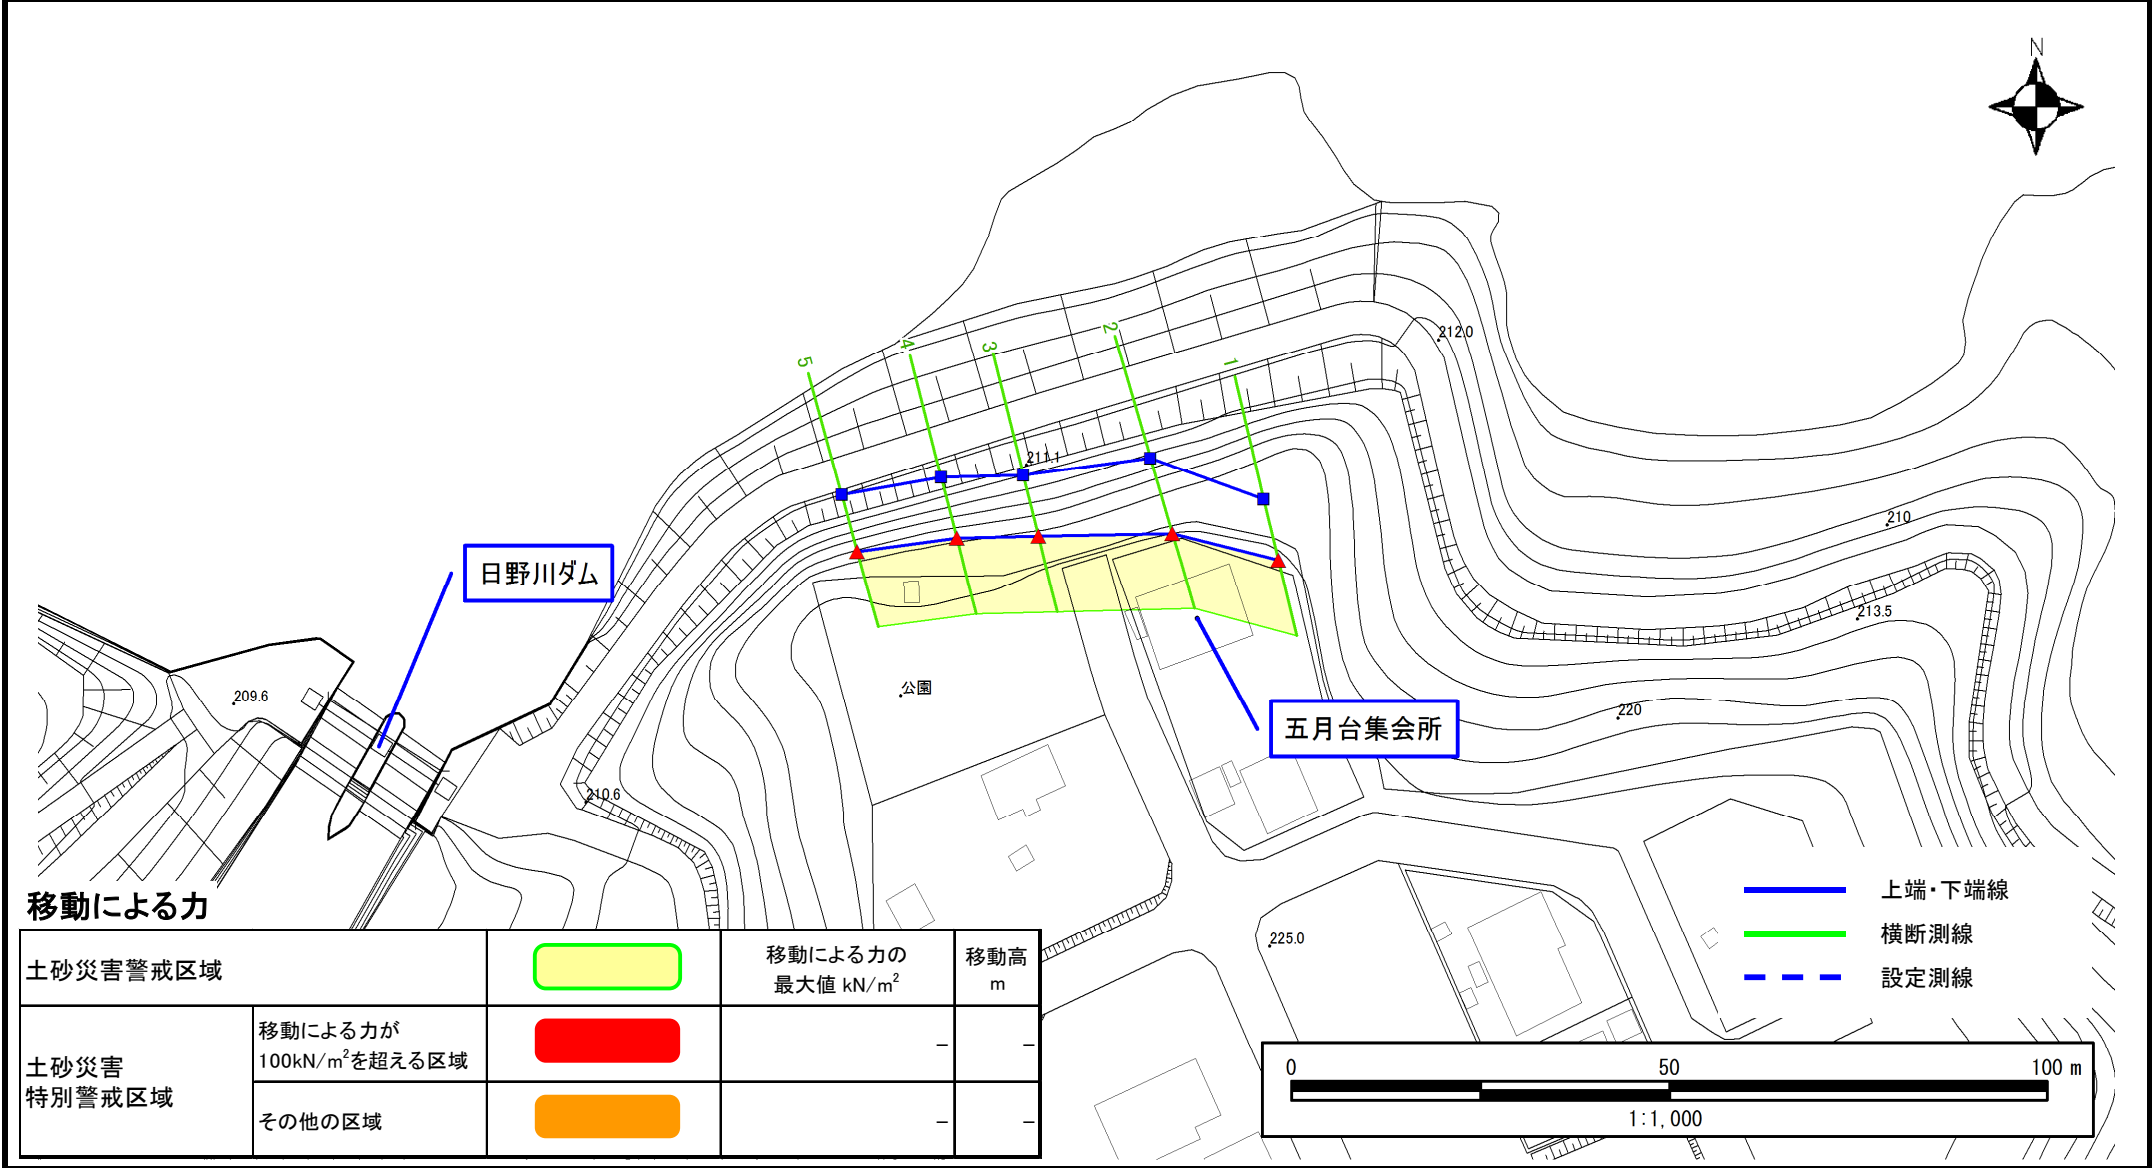 N
5
4
3
2
1
212.0
211.1
210
213.5
日野川ダム
209.6
公園
220
五月台集会所
210.6
225.0
上端・下端線
横断測線
設定測線
移動による力
土砂災害警戒区域
移動による力の
最大値 kN/m²
移動高
m
土砂災害
特別警戒区域
移動による力が
100kN/m²を超える区域
－
－
その他の区域
－
－
0 50 100 m
1:1,000